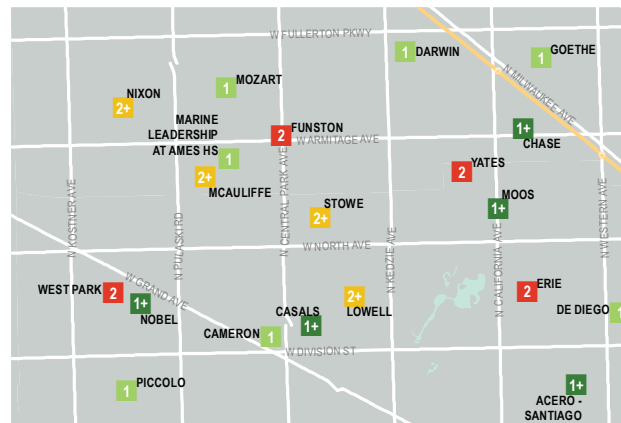 W FULLERTON PKWY
1 DARWIN
1 GOETHE
N MILWAUKEE AVE
NIXON
2+
1 MOZART
MARINE
LEADERSHIP
AT AMES HS
1
2 FUNSTON
W ARMITAGE AVE
1+
CHASE
2+
MCAULIFFE
YATES
2
MOOS
1+
STOWE
2+
N KOSTNER AVE
N PULASKI RD
N CENTRAL PARK AVE
N KEDZIE AVE
N CALIFORNIA AVE
N WESTERN AVE
W NORTH AVE
W GRAND AVE
WEST PARK 2
1+
NOBEL
CASALS
1+
2+
LOWELL
ERIE
2
DE DIEGO 1
CAMERON 1
W DIVISION ST
1 PICCOLO
1+
ACERO -
SANTIAGO